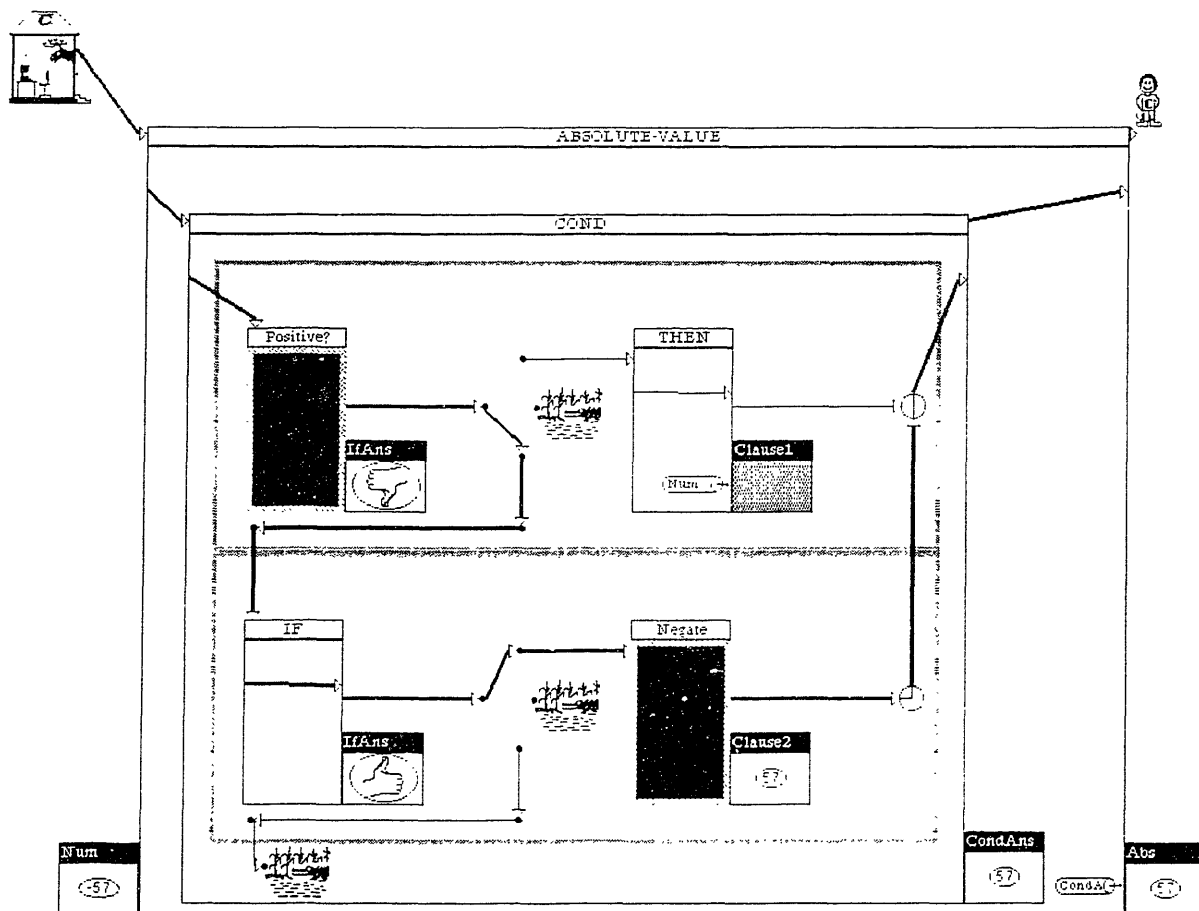 C
ABSOLUTE-VALUE
COND
Positive?
THEN
IfAns
Clause1
Num
IF
Negate
IfAns
Clause2
57
Num
-57
CondAns
57
CondA
Abs
57